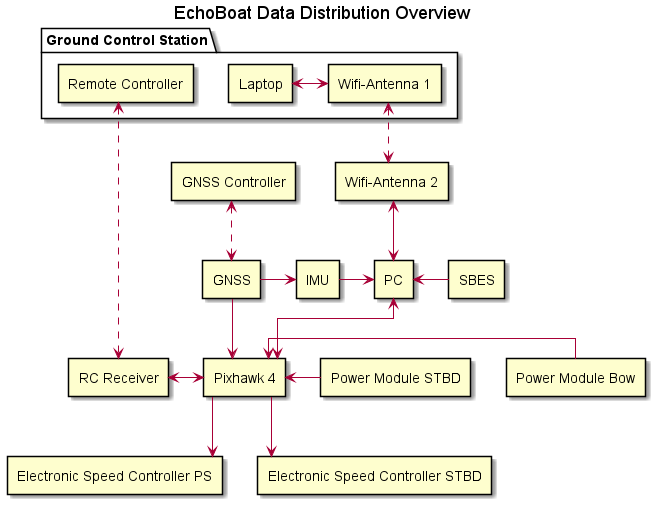 EchoBoat Data Distribution Overview
Ground Control Station
Remote Controller
Laptop
Wifi-Antenna 1
GNSS Controller
Wifi-Antenna 2
GNSS
IMU
PC
SBES
RC Receiver
Pixhawk 4
Power Module STBD
Power Module Bow
Electronic Speed Controller PS
Electronic Speed Controller STBD